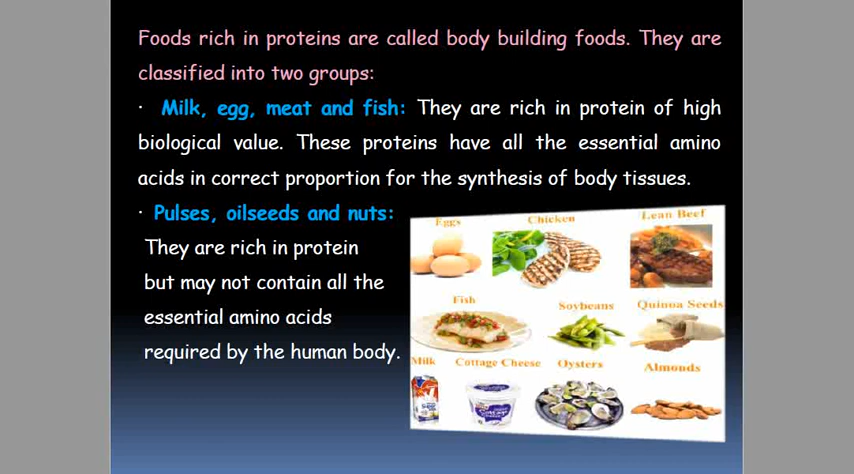 Foods rich in proteins are called body building foods. They are
classified into two groups:
· Milk, egg, meat and fish: They are rich in protein of high
biological value. These proteins have all the essential amino
acids in correct proportion for the synthesis of body tissues.
· Pulses, oilseeds and nuts:
They are rich in protein
but may not contain all the
essential amino acids
required by the human body.
Eggs Chicken Lean Beef
Fish Soybeans Quinoa Seeds
Milk Cottage Cheese Oysters Almonds